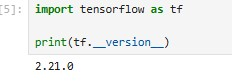 [5]: import tensorflow as tf
print(tf.__version__)
2.21.0